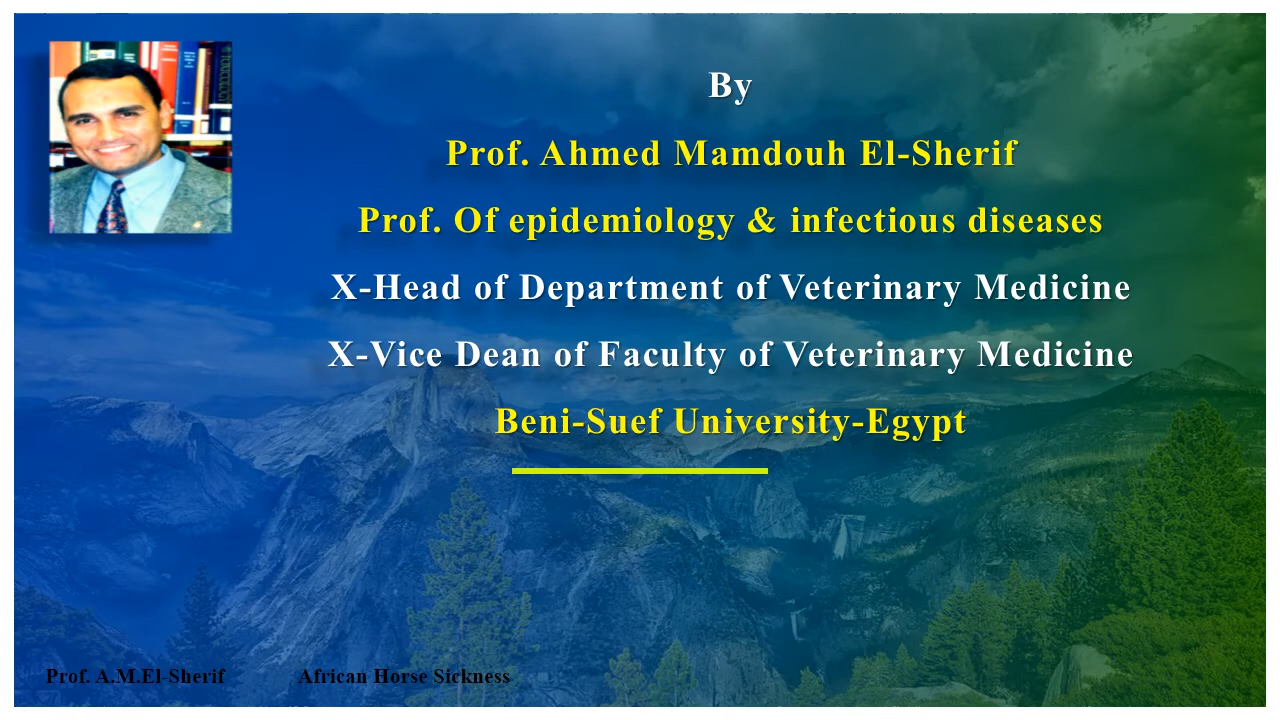 By
Prof. Ahmed Mamdouh El-Sherif
Prof. Of epidemiology & infectious diseases
X-Head of Department of Veterinary Medicine
X-Vice Dean of Faculty of Veterinary Medicine
Beni-Suef University-Egypt
Prof. A.M.El-Sherif African Horse Sickness